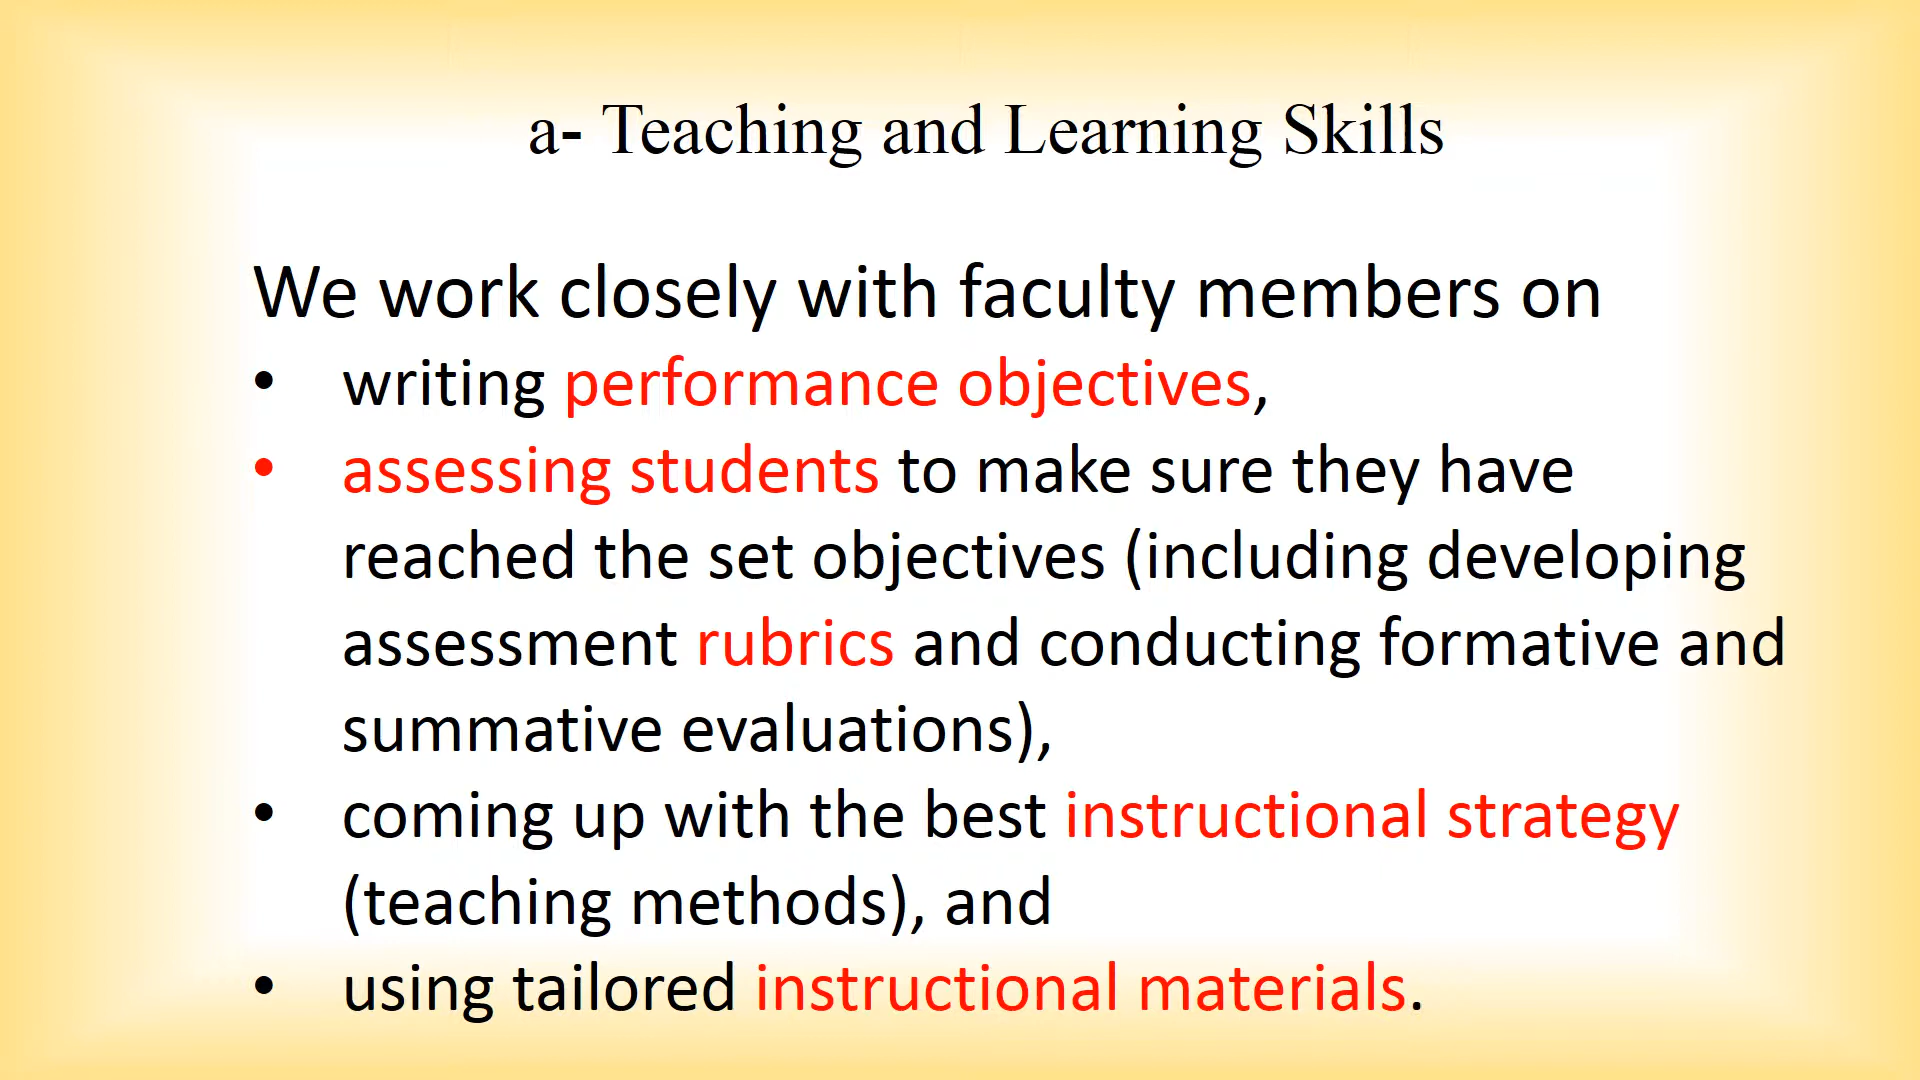 a- Teaching and Learning Skills
We work closely with faculty members on
• writing performance objectives,
• assessing students to make sure they have
reached the set objectives (including developing
assessment rubrics and conducting formative and
summative evaluations),
• coming up with the best instructional strategy
(teaching methods), and
• using tailored instructional materials.